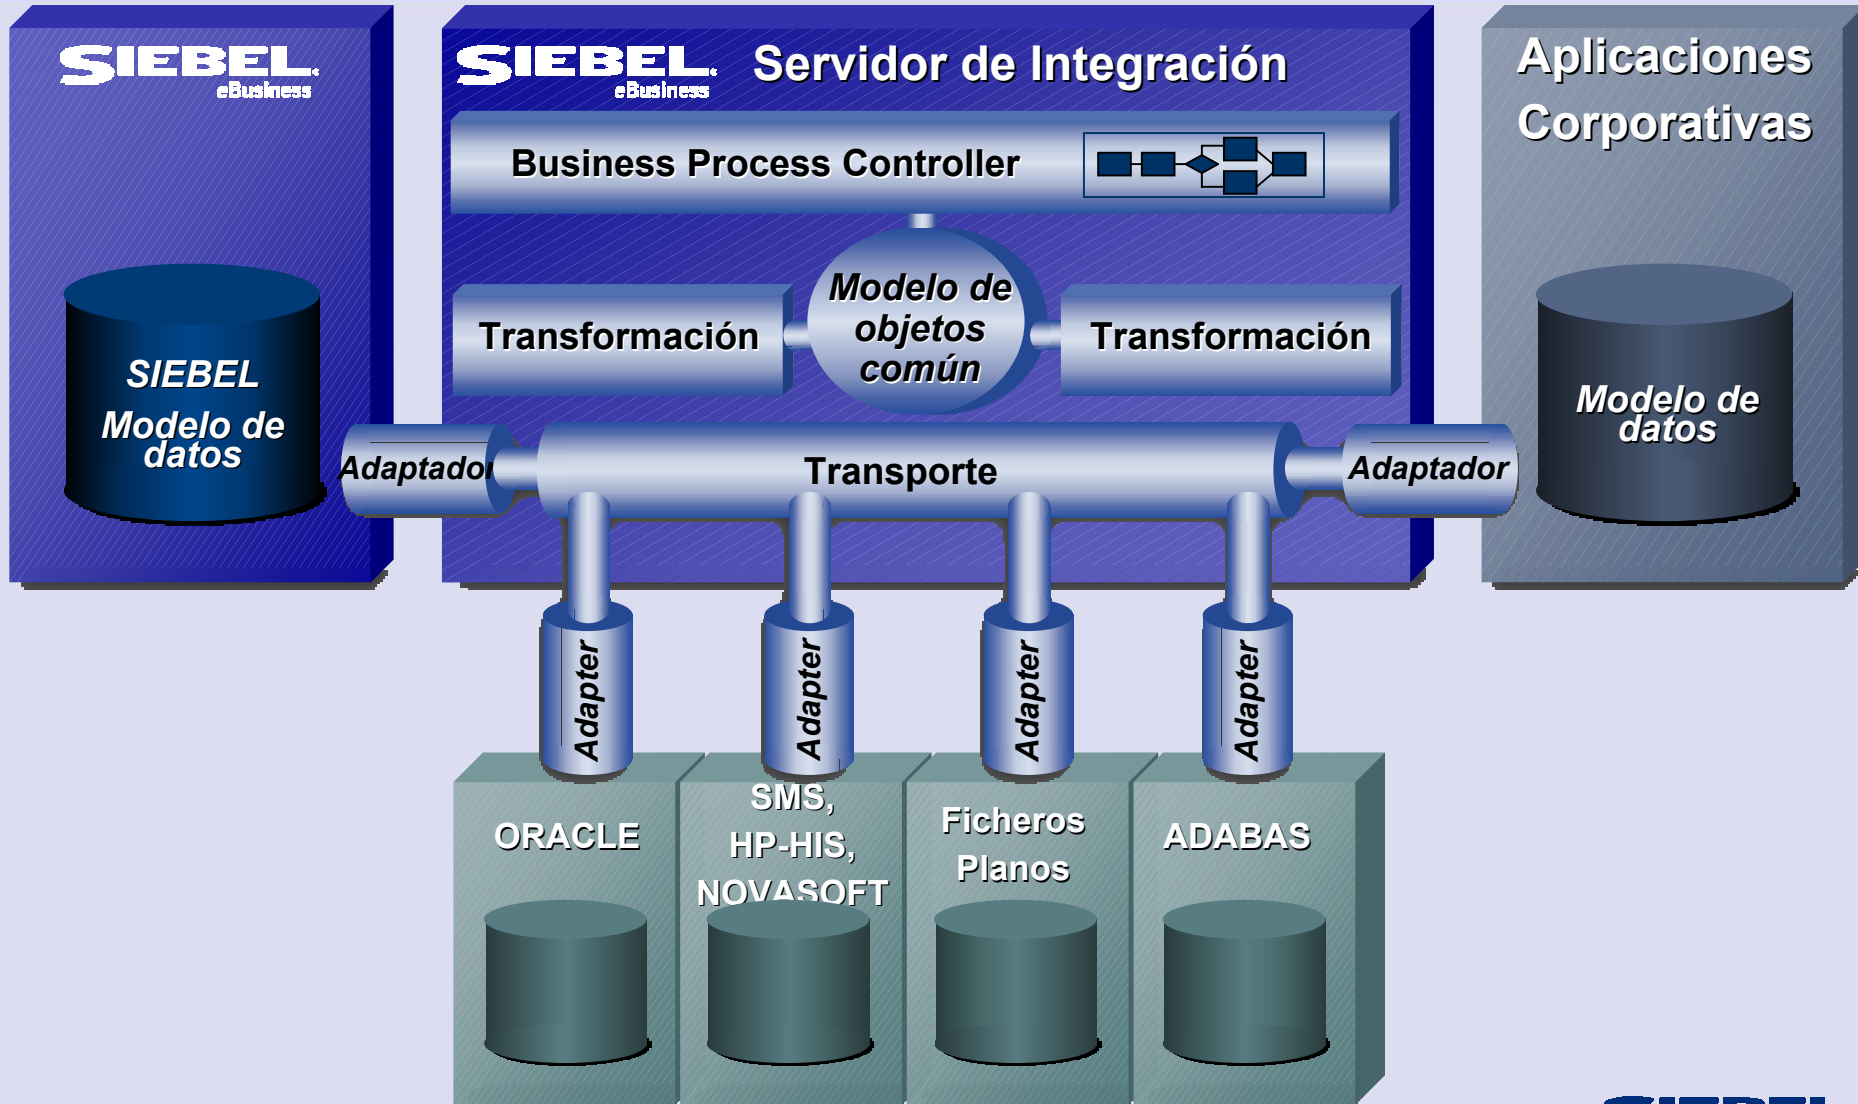 SIEBEL
eBusiness
SIEBEL
eBusiness
Servidor de Integración
Aplicaciones
Corporativas
Business Process Controller
Modelo de
objetos
común
Transformación
Transformación
SIEBEL
Modelo de
datos
Modelo de
datos
Adaptador
Transporte
Adaptador
Adapter
Adapter
Adapter
Adapter
ORACLE
SMS,
HP-HIS,
NOVASOFT
Ficheros
Planos
ADABAS
SIEBEL